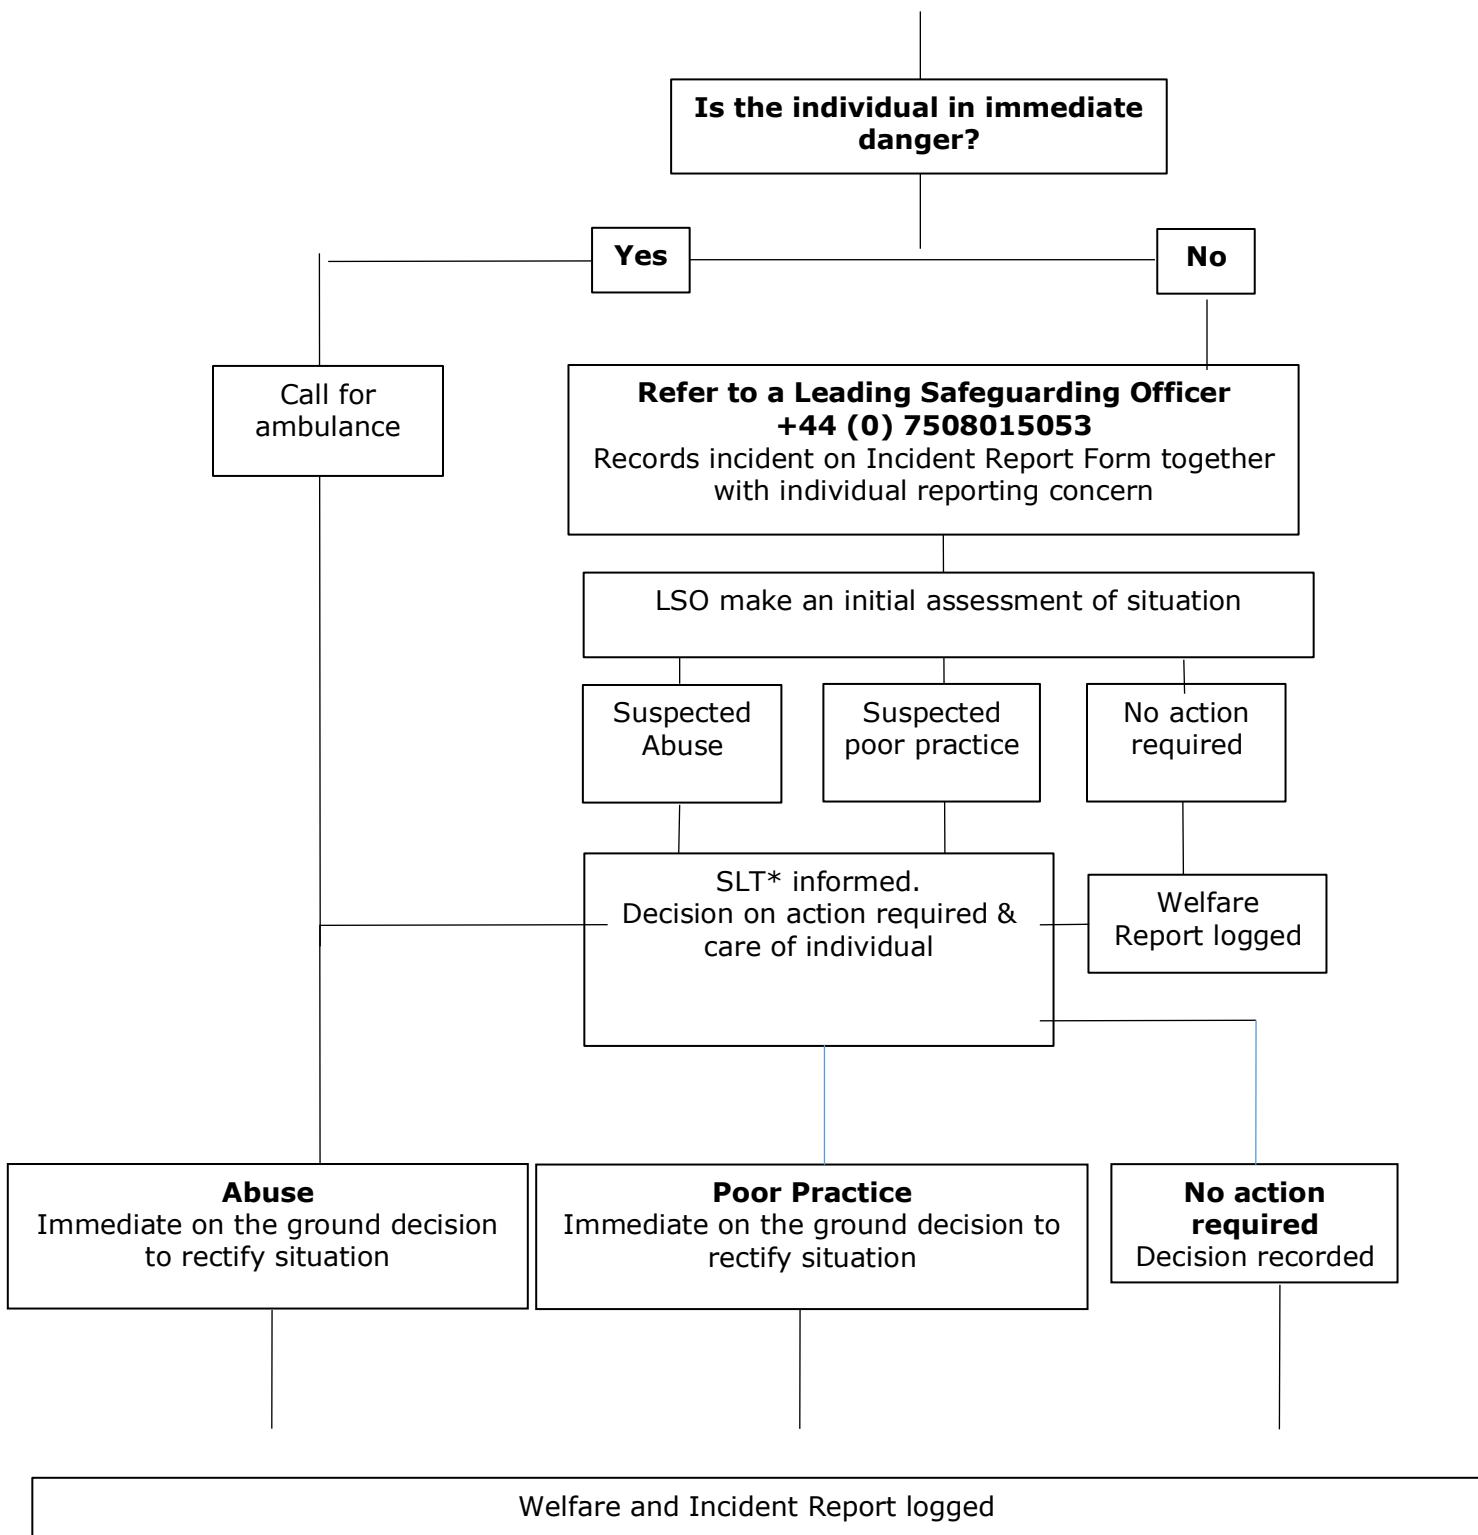 Is the individual in immediate
danger?
Yes
No
Call for
ambulance
Refer to a Leading Safeguarding Officer
+44 (0) 7508015053
Records incident on Incident Report Form together
with individual reporting concern
LSO make an initial assessment of situation
Suspected
Abuse
Suspected
poor practice
No action
required
SLT* informed.
Decision on action required &
care of individual
Welfare
Report logged
Abuse
Immediate on the ground decision
to rectify situation
Poor Practice
Immediate on the ground decision to
rectify situation
No action
required
Decision recorded
Welfare and Incident Report logged